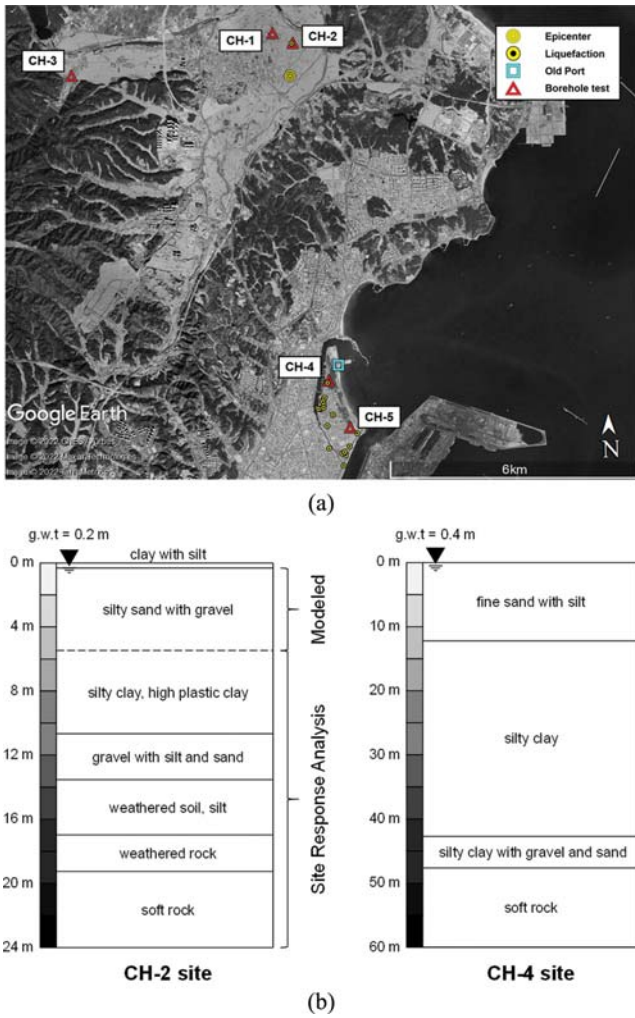 CH-1
CH-2
CH-3
Epicenter
Liquefaction
Old Port
Borehole test
CH-4
CH-5
Google Earth
N
6km
(a)
g.w.t = 0.2 m
clay with silt
0 m
silty sand with gravel
4 m
Modeled
8 m
silty clay, high plastic clay
12 m
gravel with silt and sand
16 m
weathered soil, silt
weathered rock
20 m
soft rock
24 m
Site Response Analysis
CH-2 site
g.w.t = 0.4 m
0 m
fine sand with silt
10 m
20 m
silty clay
30 m
40 m
silty clay with gravel and sand
50 m
soft rock
60 m
CH-4 site
(b)